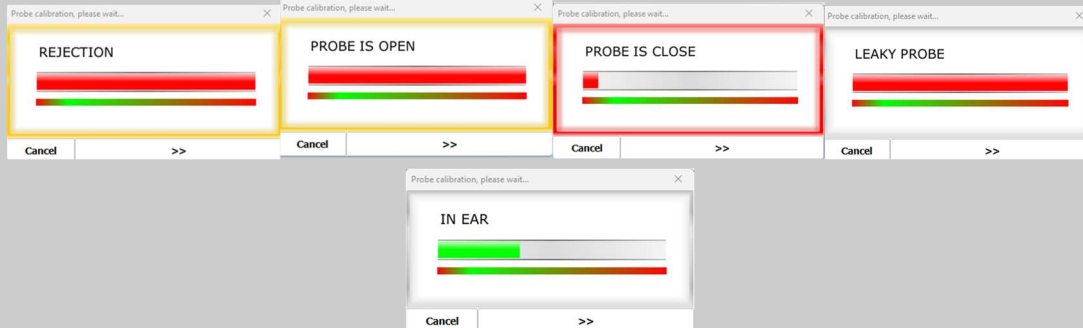 Probe calibration, please wait...
REJECTION
Cancel >>
Probe calibration, please wait...
PROBE IS OPEN
Cancel >>
Probe calibration, please wait...
PROBE IS CLOSE
Cancel >>
Probe calibration, please wait...
LEAKY PROBE
Cancel >>
Probe calibration, please wait...
IN EAR
Cancel >>